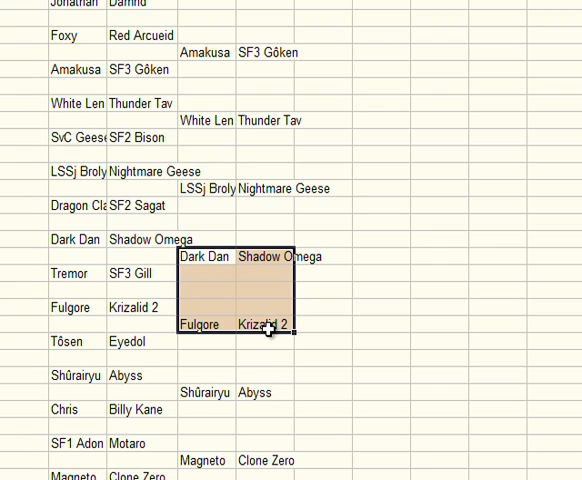 Jonathan Damnd
Foxy Red Arcueid
Amakusa SF3 Gôken
Amakusa SF3 Gôken
White Len Thunder Tav
White Len Thunder Tav
SvC Geese SF2 Bison
LSSj Broly Nightmare Geese
LSSj Broly Nightmare Geese
Dragon Cla SF2 Sagat
Dark Dan Shadow Omega
Dark Dan Shadow Omega
Tremor SF3 Gill
Fulgore Krizalid 2
Fulgore Krizalid 2
Tôsen Eyedol
Shûrairyu Abyss
Shûrairyu Abyss
Chris Billy Kane
SF1 Adon Motaro
Magneto Clone Zero
Magneto Clone Zero